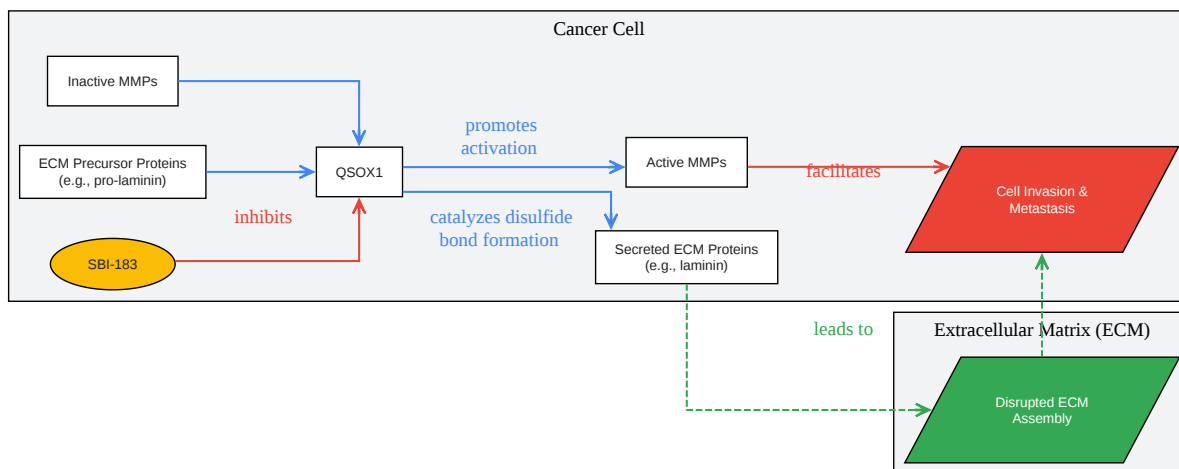 Cancer Cell
Inactive MMPs
promotes
activation
ECM Precursor Proteins
(e.g., pro-laminin)
QSOX1
Active MMPs
facilitates
Cell Invasion &
Metastasis
inhibits
catalyzes disulfide
bond formation
SBI-183
Secreted ECM Proteins
(e.g., laminin)
leads to
Extracellular Matrix (ECM)
Disrupted ECM
Assembly